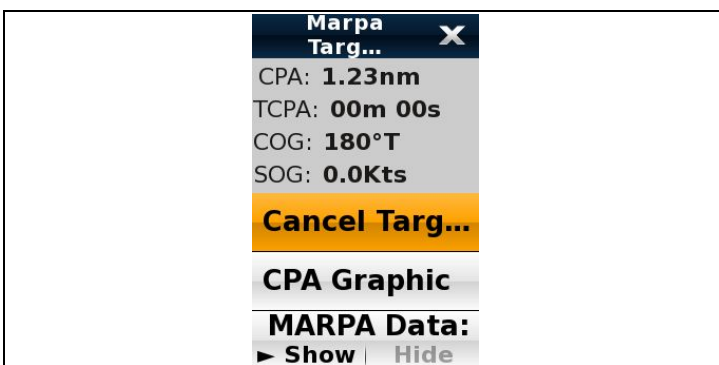 Marpa
Targ...
X
CPA: 1.23nm
TCPA: 00m 00s
COG: 180°T
SOG: 0.0Kts
Cancel Targ...
CPA Graphic
MARPA Data:
► Show | Hide